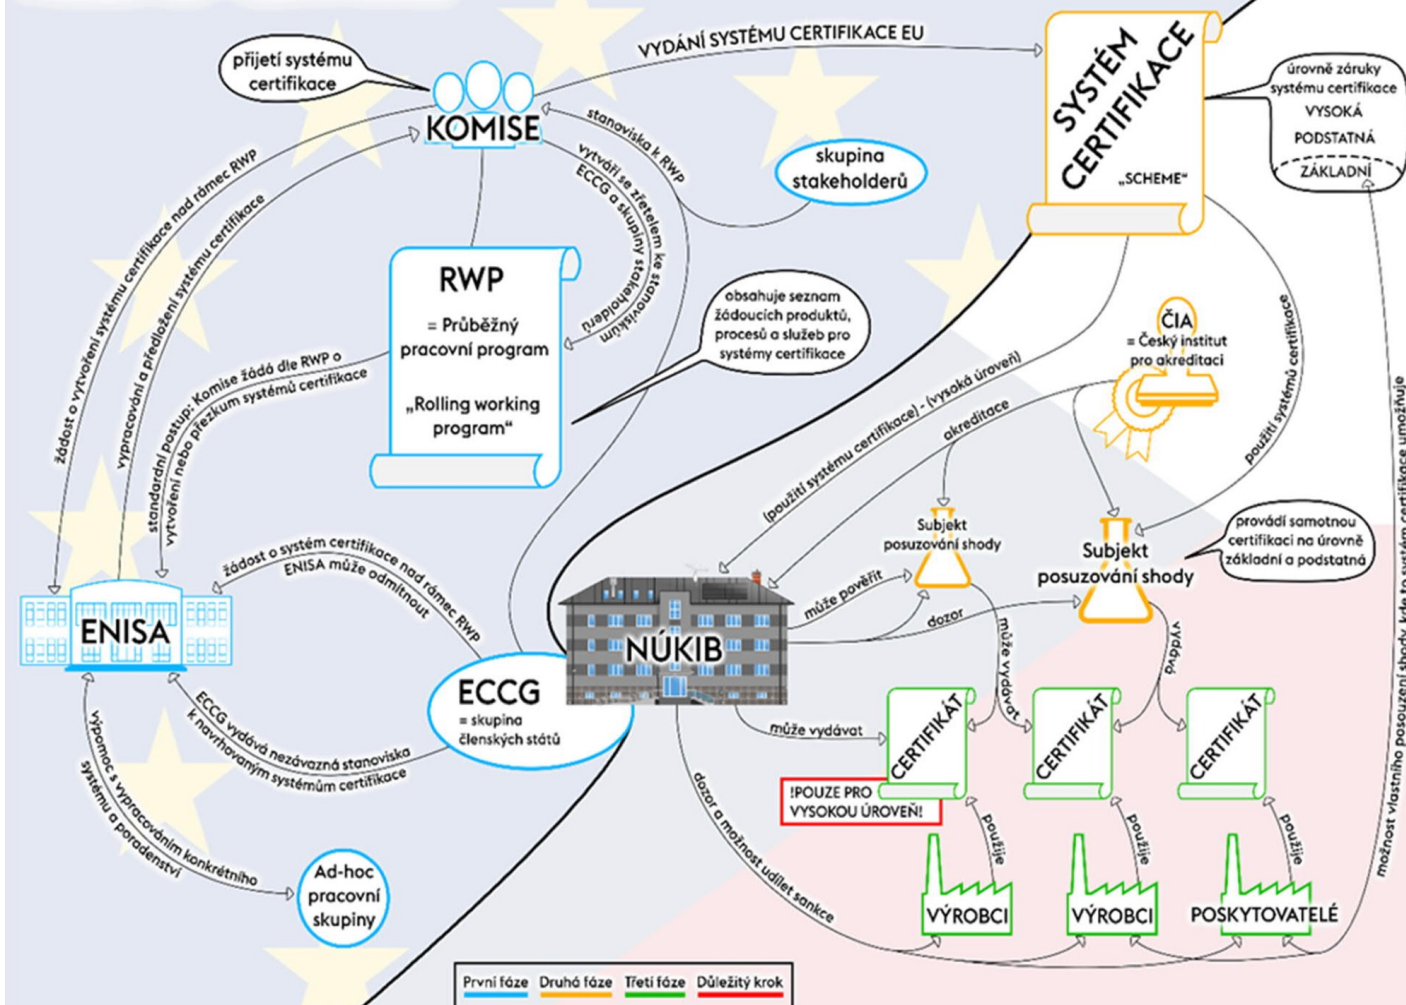 VYDÁNÍ SYSTÉMU CERTIFIKACE EU
přijetí systému
certifikace
KOMISE
stanoviska k RWP
vytváří se zřetelem ke stanoviskům
ECCG a skupiny stakeholderů
skupina
stakeholderů
SYSTÉM
CERTIFIKACE
„SCHEME“
úrovně záruky
systému certifikace
VYSOKÁ
PODSTATNÁ
ZÁKLADNÍ
žádost o vytvoření systému certifikace nad rámec RWP
vypracování a předložení systému certifikace
standardní postup: Komise žádá dle RWP o
vytvoření nebo přezkum systémů certifikace
RWP
= Průběžný
pracovní program
„Rolling working
program“
obsahuje seznam
žádoucích produktů,
procesů a služeb pro
systémy certifikace
ČIA
= Český institut
pro akreditaci
(použití systému certifikace) - (vysoká úroveň)
akreditace
použití systémů certifikace
Subjekt
posuzování shody
Subjekt
posuzování shody
provádí samotnou
certifikaci na úrovně
základní a podstatná
žádost o systém certifikace nad rámec RWP
ENISA může odmítnout
ENISA
NÚKIB
může pověřit
dozor
může vydávat
vydává
ECCG
= skupina
členských států
ECCG vydává nezávazná stanoviska
k navrhovaným systémům certifikace
výpomoc s vypracováním konkrétního
systému a poradenství
Ad-hoc
pracovní
skupiny
může vydávat
CERTIFIKÁT
CERTIFIKÁT
CERTIFIKÁT
!POUZE PRO
VYSOKOU ÚROVEŇ!
dozor a možnost udílet sankce
použije
použije
použije
VÝROBCI
VÝROBCI
POSKYTOVATELÉ
možnost vlastního posouzení shody, kde to systém certifikace umožňuje
První fáze Druhá fáze Třetí fáze Důležitý krok